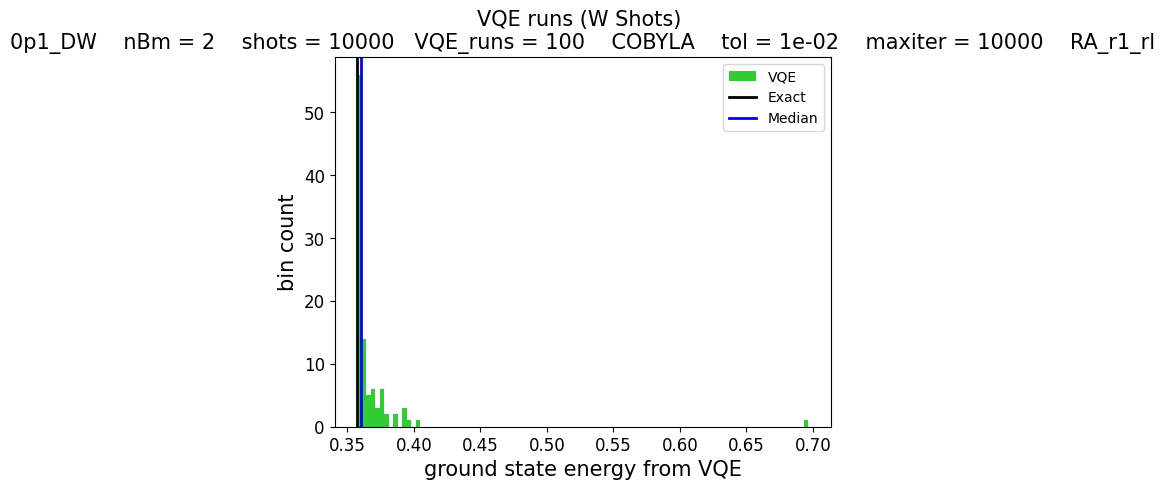 VQE runs (W Shots)
0p1_DW    nBm = 2    shots = 10000   VQE_runs = 100    COBYLA    tol = 1e-02    maxiter = 10000    RA_r1_rl
VQE
Exact
Median
bin count
50
40
30
20
10
0
0.35 0.40 0.45 0.50 0.55 0.60 0.65 0.70
ground state energy from VQE